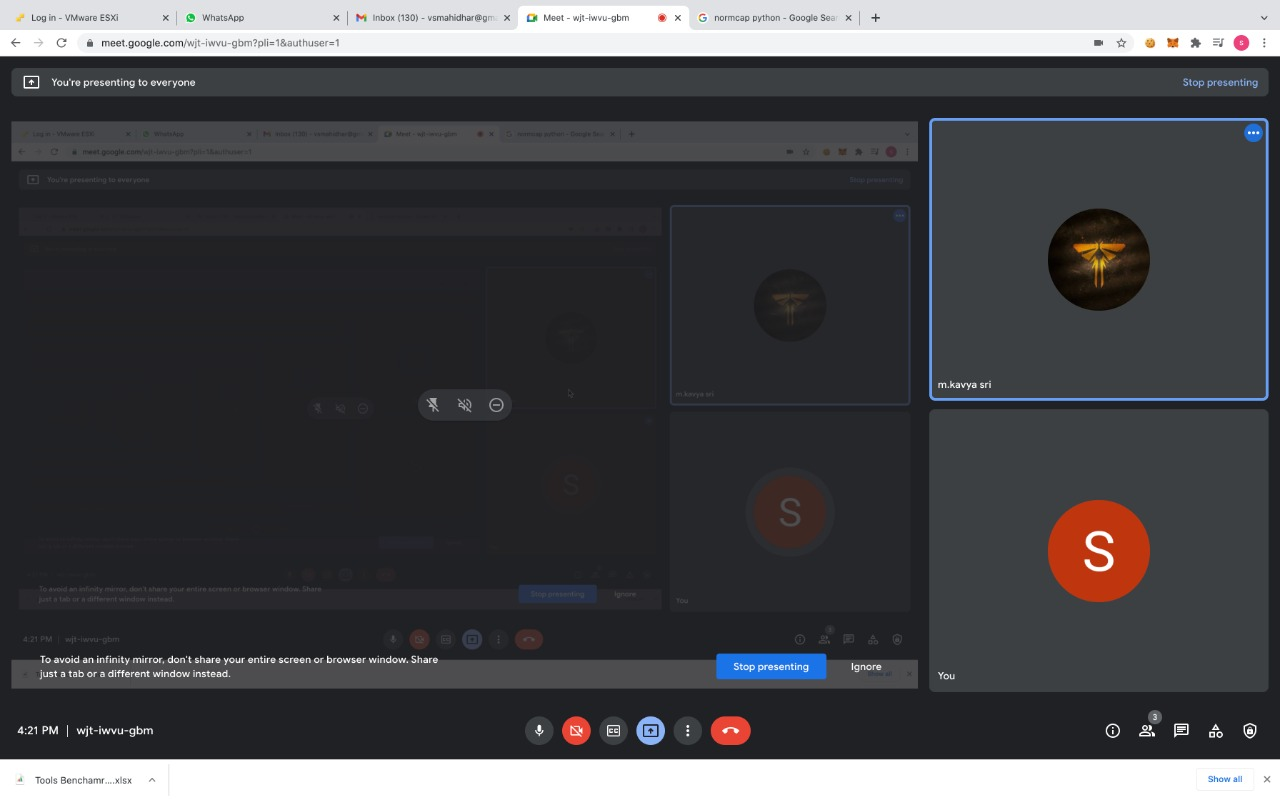 Log in - VMware ESXi
WhatsApp
Inbox (130) - vsmahidhar@gm
Meet - wjt-iwvu-gbm
normcap python - Google Sear
meet.google.com/wjt-iwvu-gbm?pli=1&authuser=1
S
You're presenting to everyone
Stop presenting
Log in - VMware ESXi
WhatsApp
Inbox (130) - vsmahidhar@g
Meet - wjt-iwvu-gbm
normcap python - Google Sea
meet.google.com/wjt-iwvu-gbm?pli=1&authuser=1
You're presenting to everyone
Stop presenting
m.kavya sri
m.kavya sri
S
S
S
To avoid an infinity mirror, don't share your entire screen or browser window. Share
just a tab or a different window instead.
Stop presenting
Ignore
You
4:21 PM | wjt-iwvu-gbm
3
To avoid an infinity mirror, don't share your entire screen or browser window. Share
just a tab or a different window instead.
Stop presenting
Ignore
Show all
You
4:21 PM | wjt-iwvu-gbm
CC
3
Tools Benchamr....xlsx
Show all